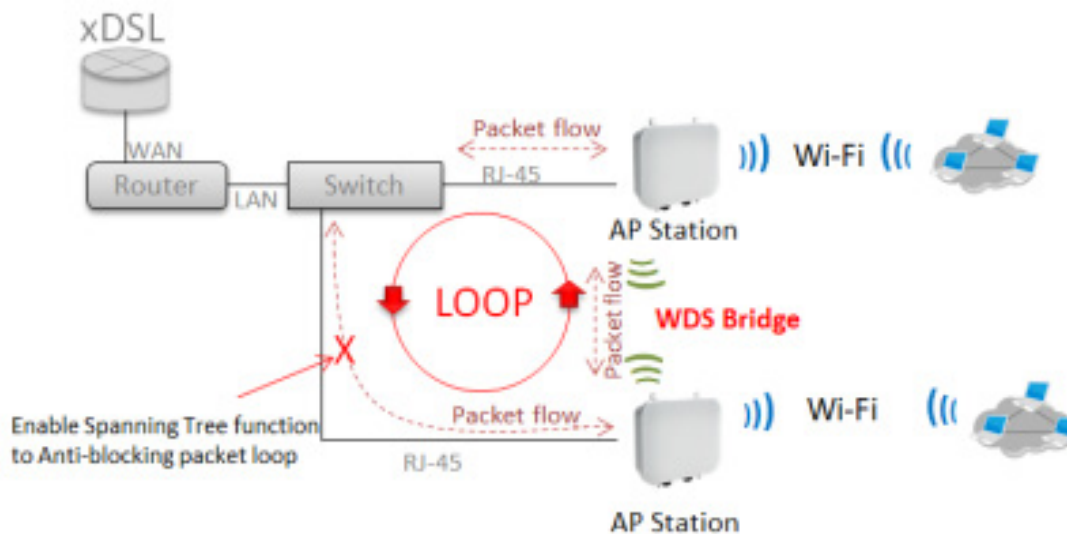 xDSL
WAN
Router
LAN
Switch
Packet flow
RJ-45
Wi-Fi
AP Station
LOOP
Packet flow
WDS Bridge
X
Enable Spanning Tree function
to Anti-blocking packet loop
Packet flow
RJ-45
Wi-Fi
AP Station